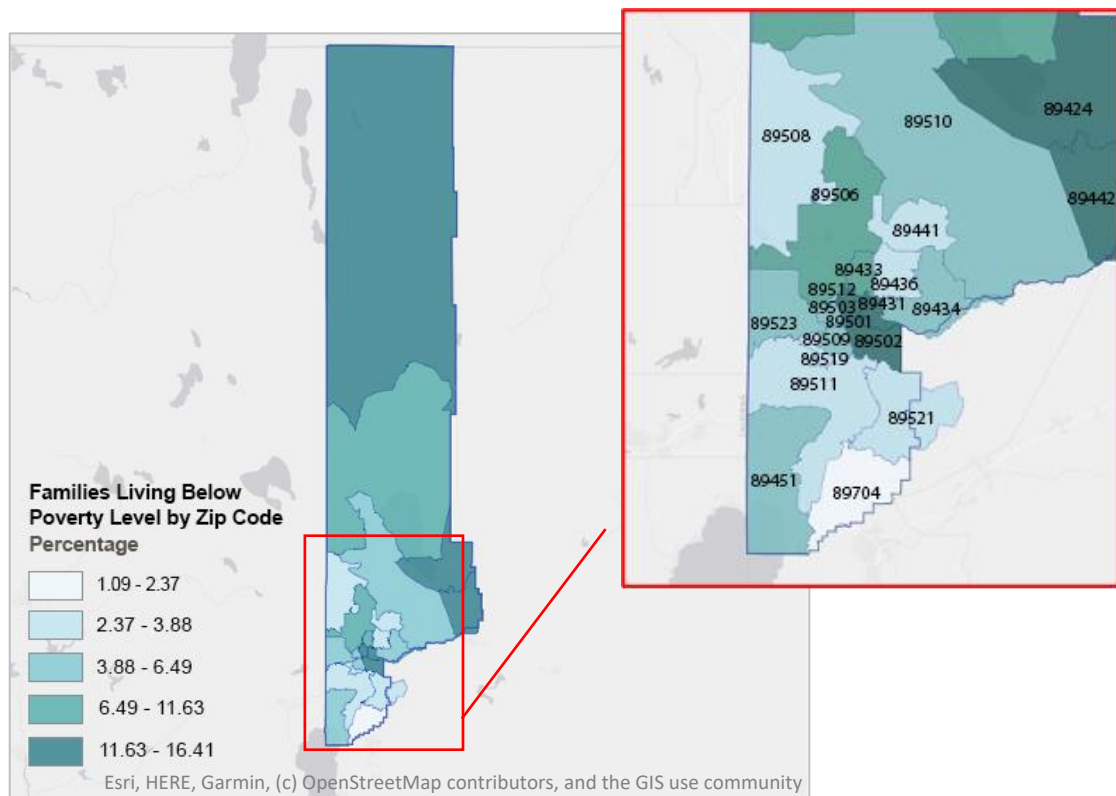 89508
89510
89424
89442
89506
89441
89433
89436
89512
89431
89503
89434
89501
89523
89509
89502
89519
89511
89521
89451
89704
Families Living Below
Poverty Level by Zip Code
Percentage
1.09 - 2.37
2.37 - 3.88
3.88 - 6.49
6.49 - 11.63
11.63 - 16.41
Esri, HERE, Garmin, (c) OpenStreetMap contributors, and the GIS use community